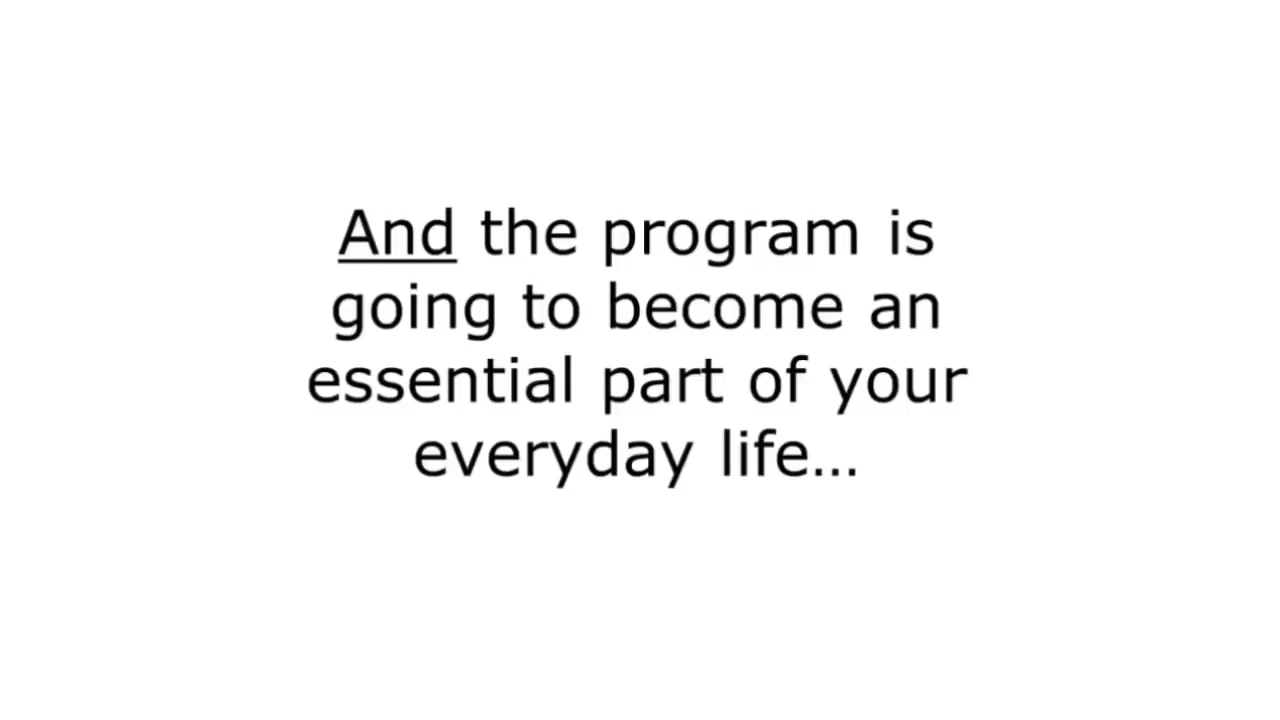 And the program is
going to become an
essential part of your
everyday life...